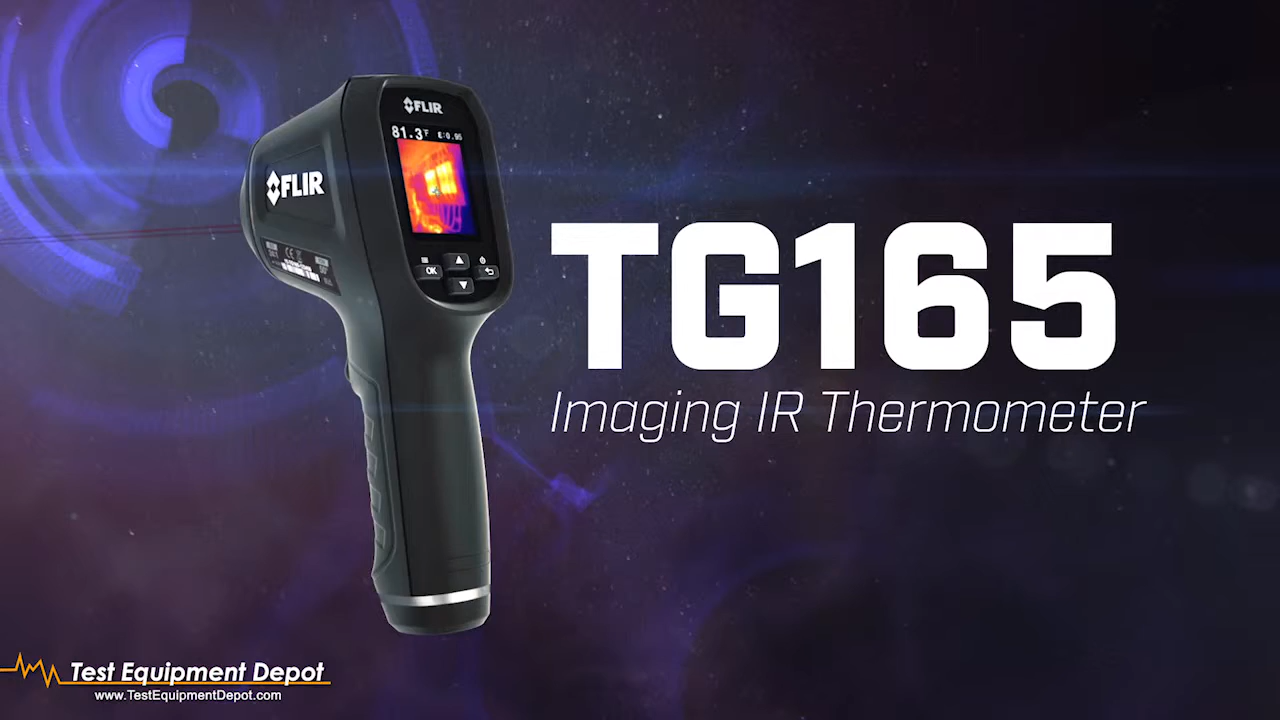 FLIR
81.3°F ε:0.95
FLIR
OK
TG165
Imaging IR Thermometer
Test Equipment Depot
www.TestEquipmentDepot.com